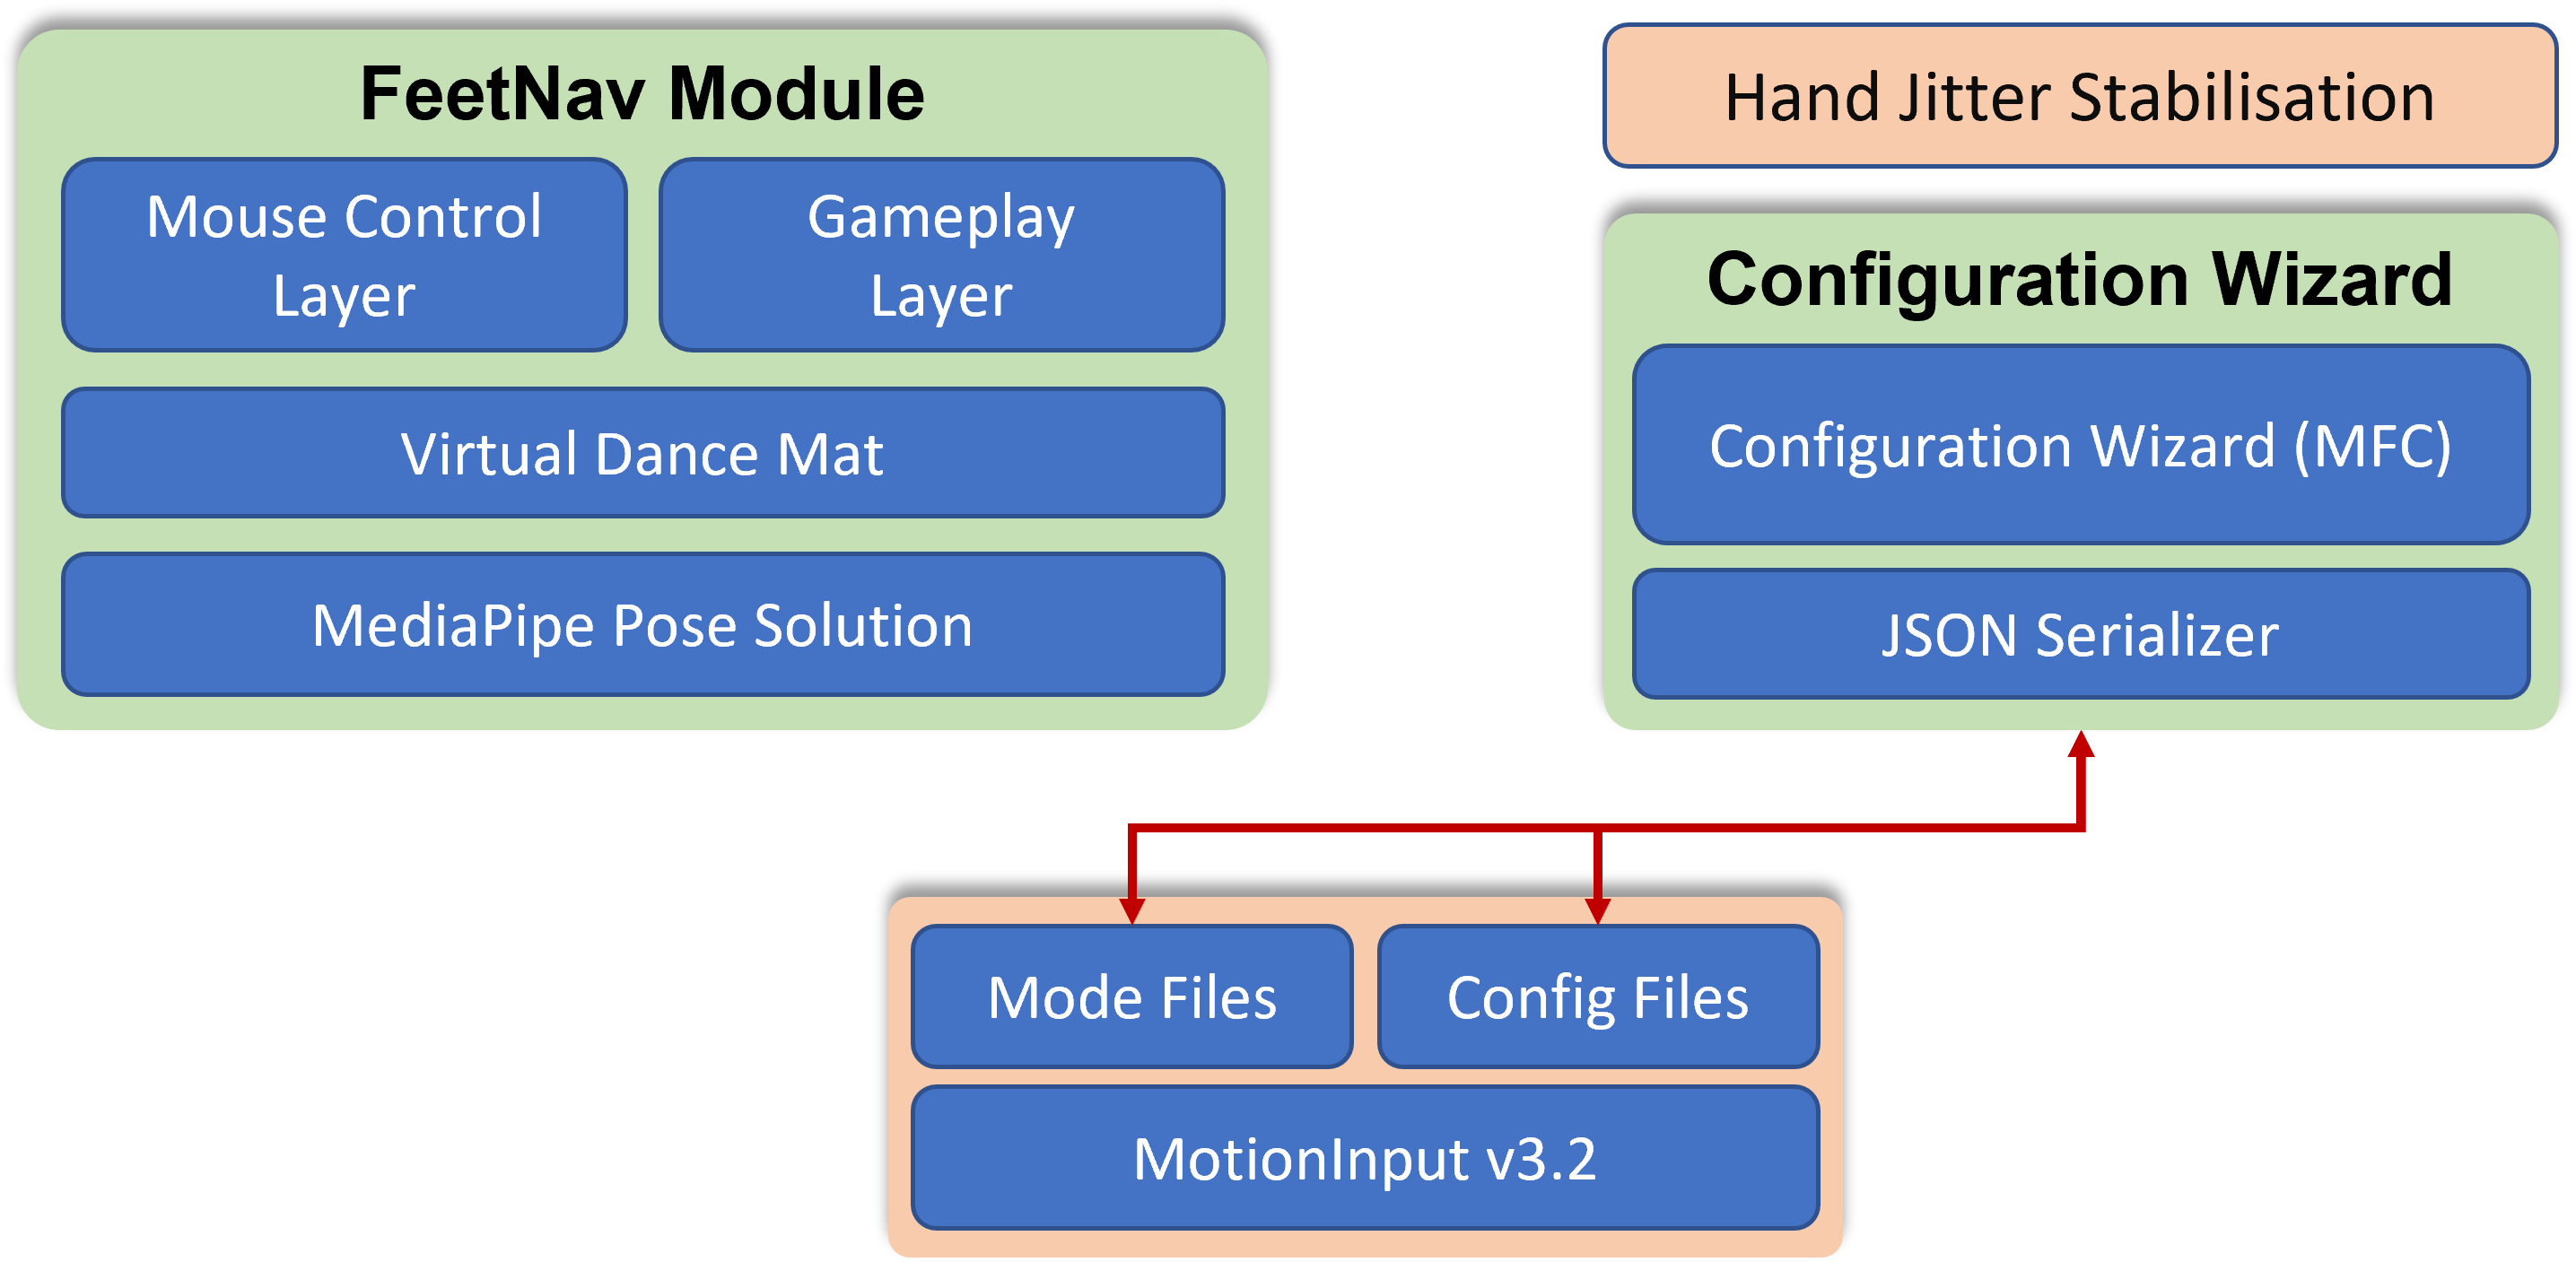 FeetNav Module
Mouse Control
Layer
Gameplay
Layer
Virtual Dance Mat
MediaPipe Pose Solution
Hand Jitter Stabilisation
Configuration Wizard
Configuration Wizard (MFC)
JSON Serializer
Mode Files
Config Files
MotionInput v3.2